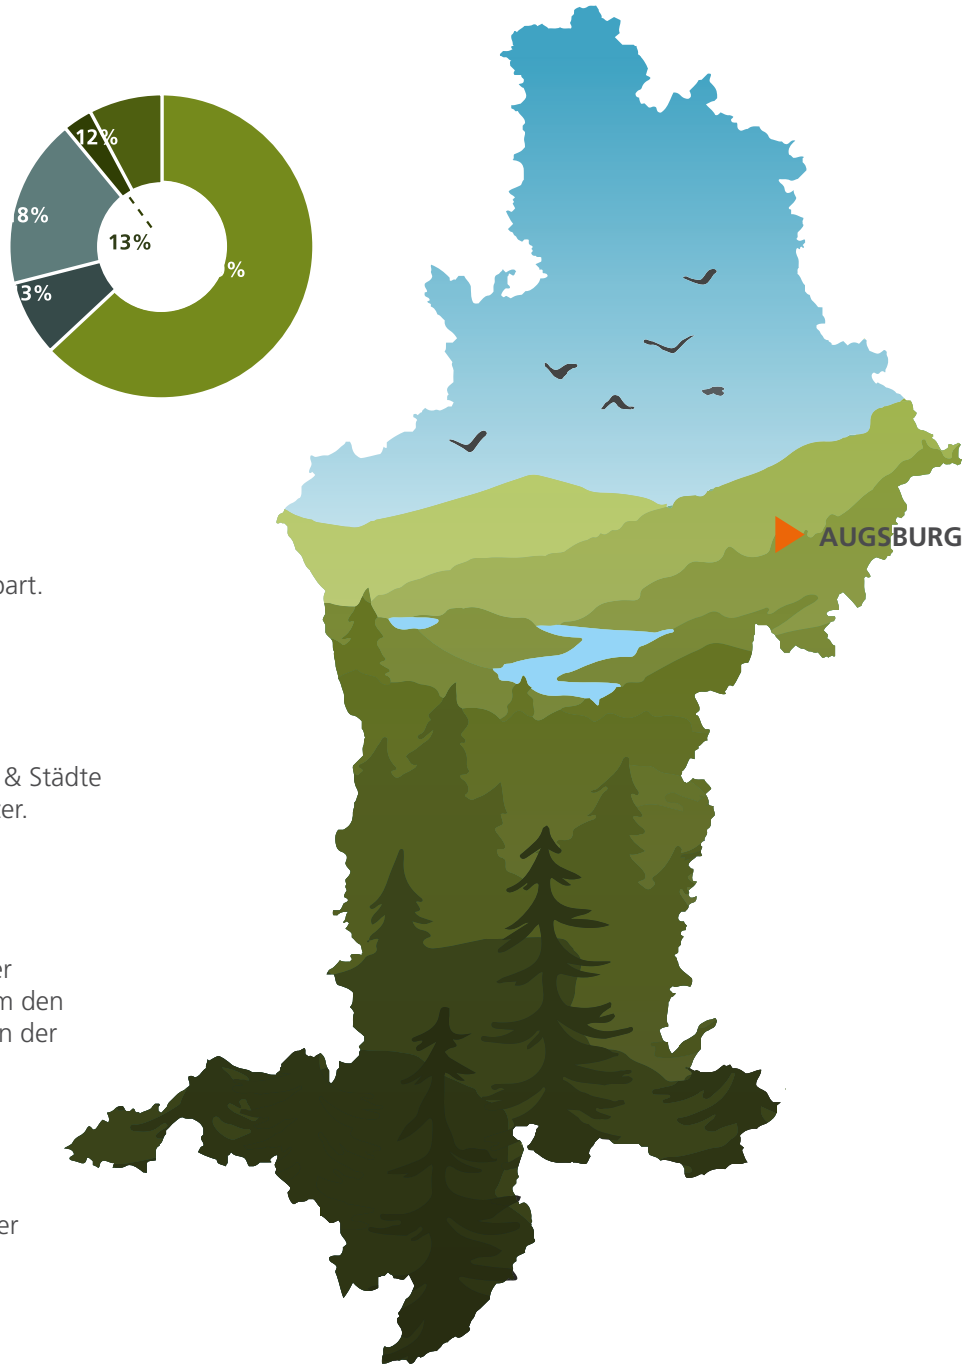 12%
8%
13%
%
3%
AUGSBURG
part.
& Städte
er.
er
m den
n der
er